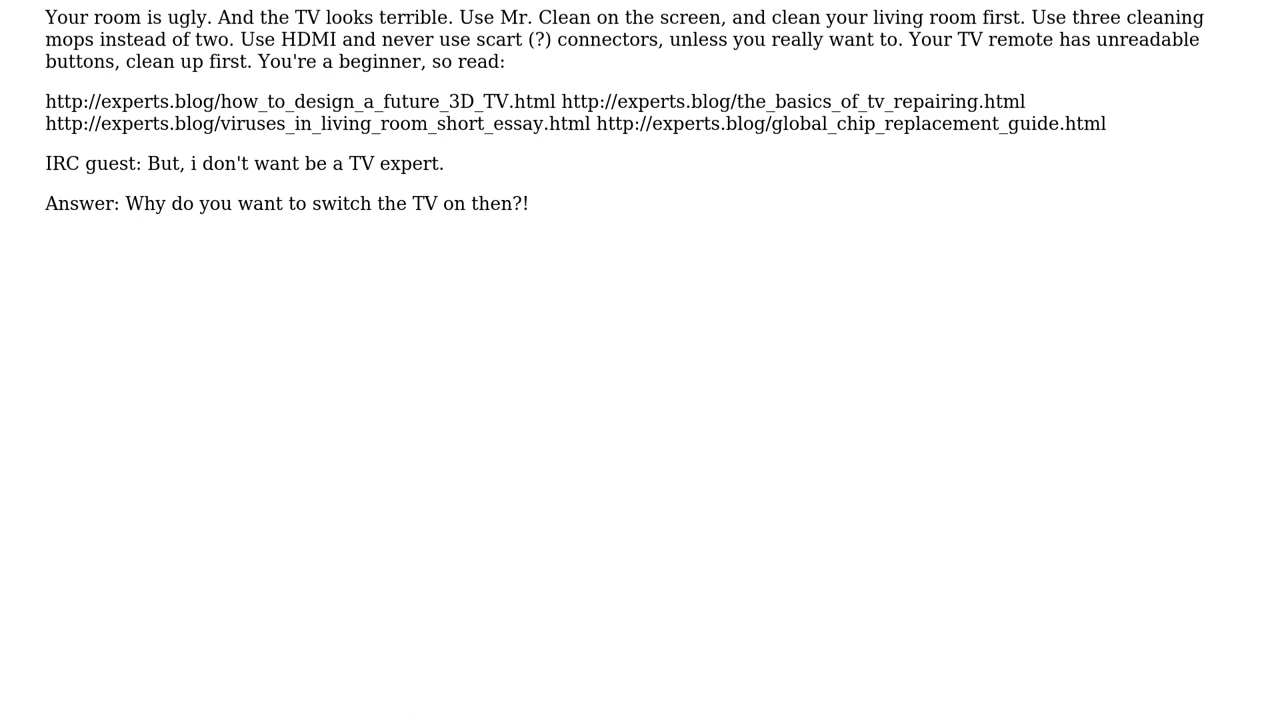 Your room is ugly. And the TV looks terrible. Use Mr. Clean on the screen, and clean your living room first. Use three cleaning
mops instead of two. Use HDMI and never use scart (?) connectors, unless you really want to. Your TV remote has unreadable
buttons, clean up first. You're a beginner, so read:
http://experts.blog/how_to_design_a_future_3D_TV.html http://experts.blog/the_basics_of_tv_repairing.html
http://experts.blog/viruses_in_living_room_short_essay.html http://experts.blog/global_chip_replacement_guide.html
IRC guest: But, i don't want be a TV expert.
Answer: Why do you want to switch the TV on then?!